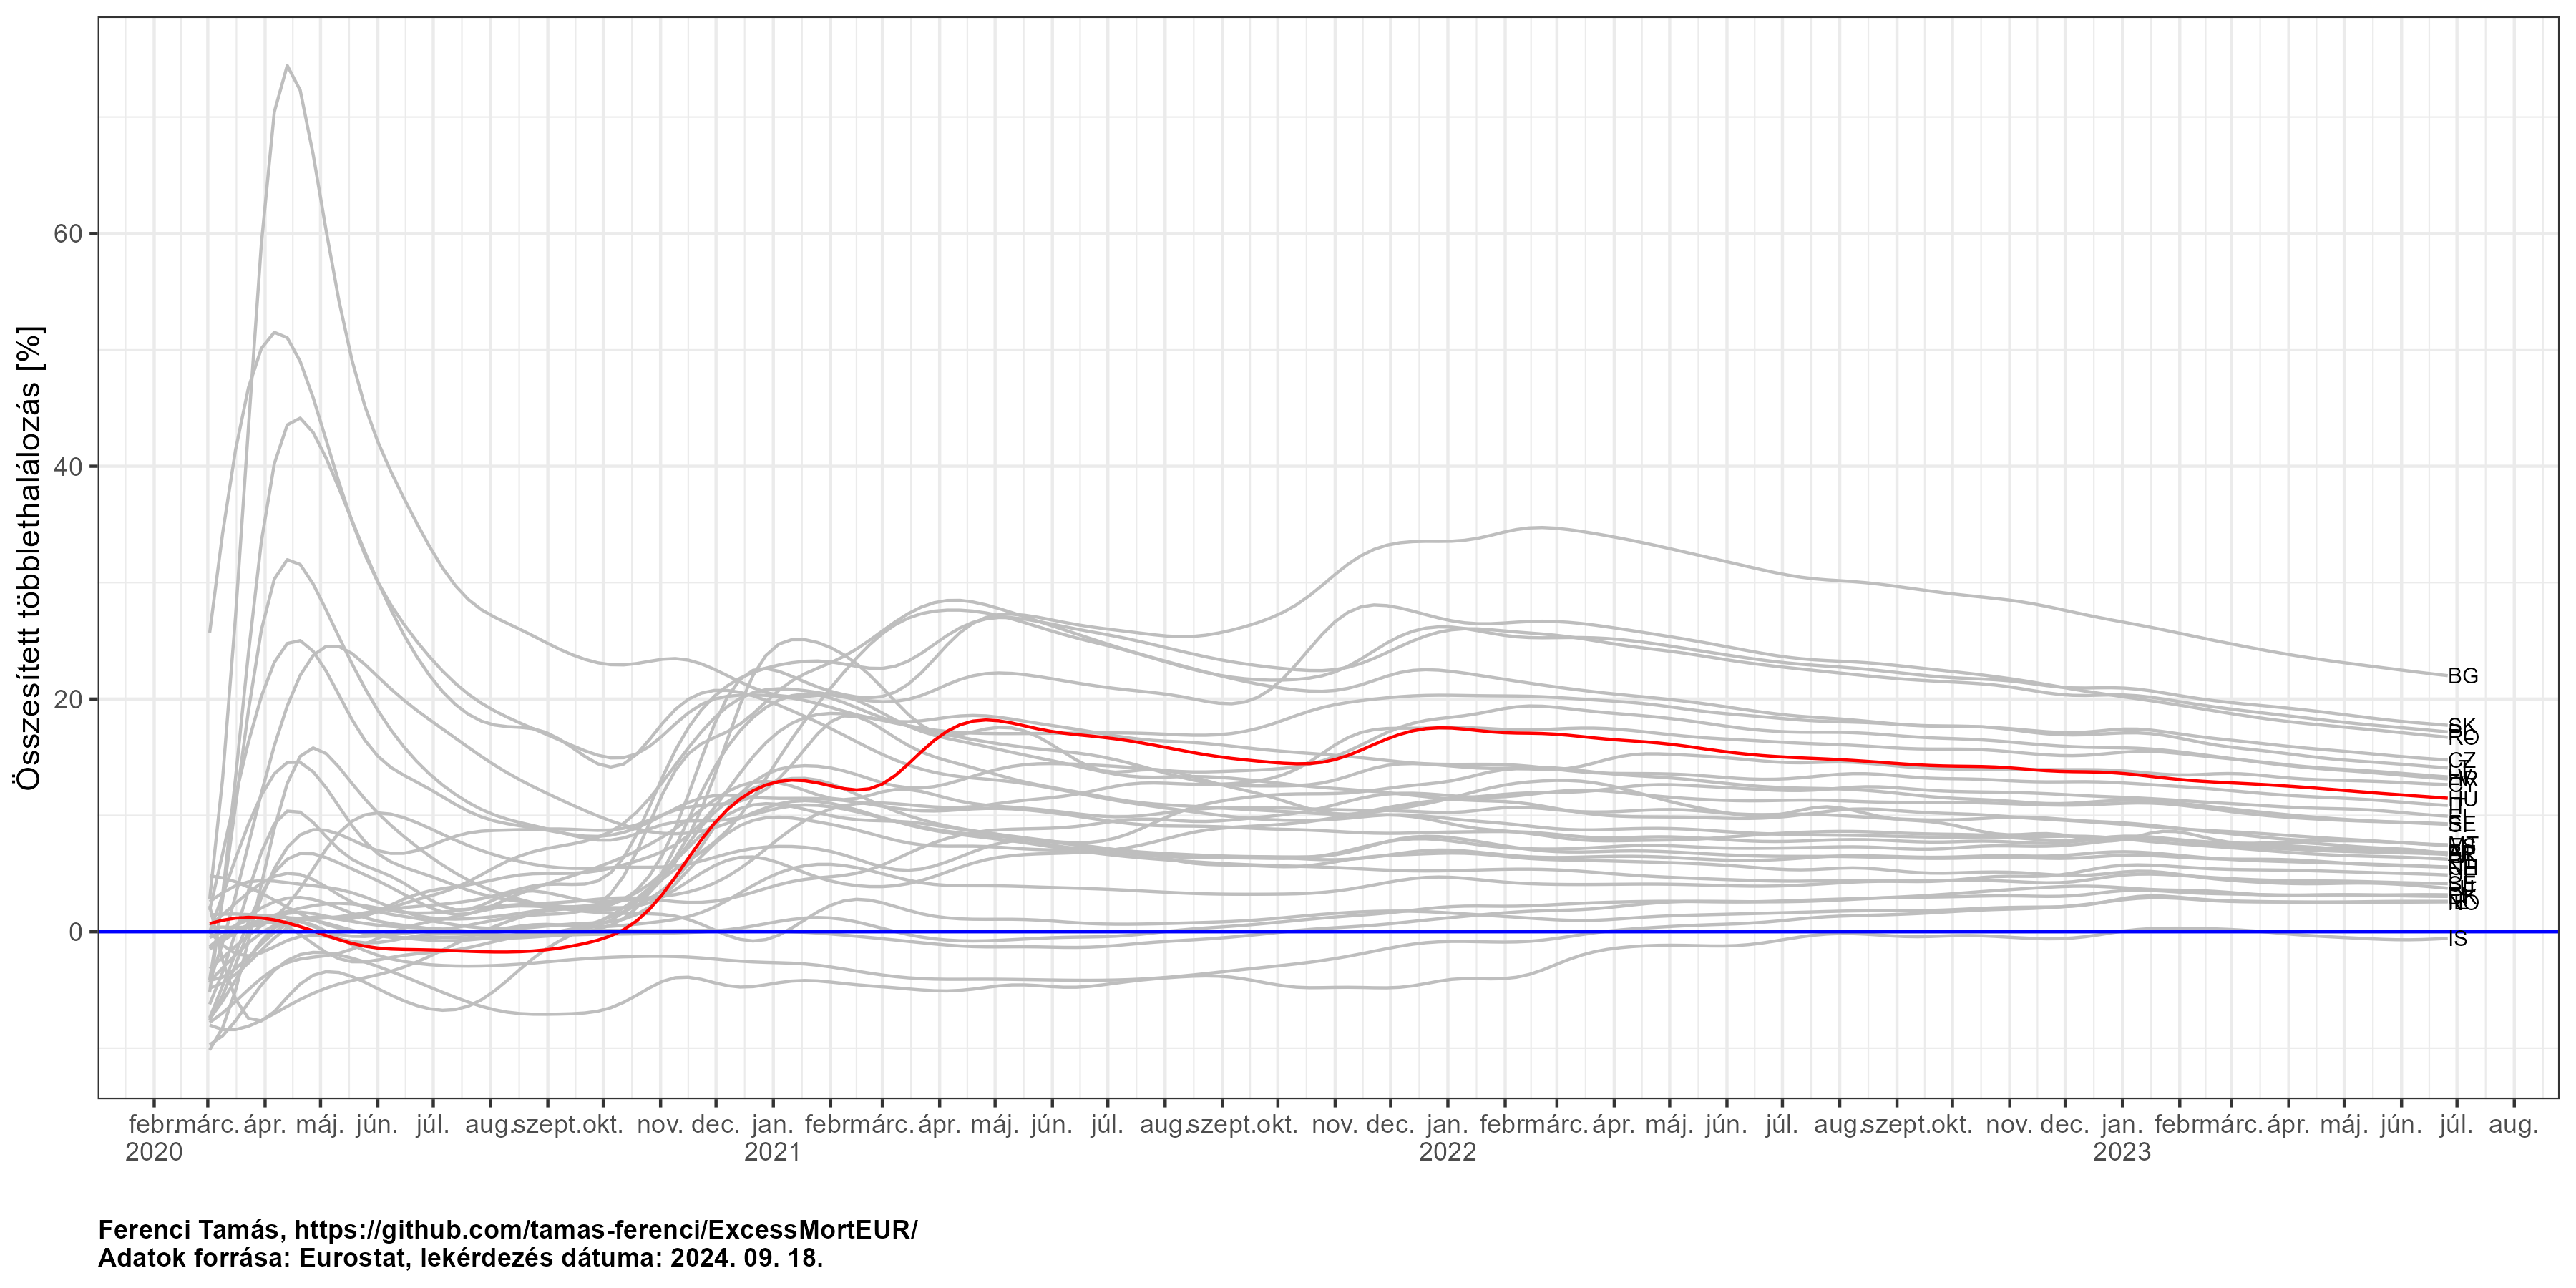 Összesített többlethalálozás [%]
60
40
20
0
BG
SK
RO
CZ
HU
NO
IS
febr. márc. ápr. máj. jún. júl. aug. szept. okt. nov. dec. jan. febr. márc. ápr. máj. jún. júl. aug. szept. okt. nov. dec. jan. febr. márc. ápr. máj. jún. júl. aug. szept. okt. nov. dec. jan. febr. márc. ápr. máj. jún. júl. aug.
2020 2021 2022 2023
Ferenci Tamás, https://github.com/tamas-ferenci/ExcessMortEUR/
Adatok forrása: Eurostat, lekérdezés dátuma: 2024. 09. 18.